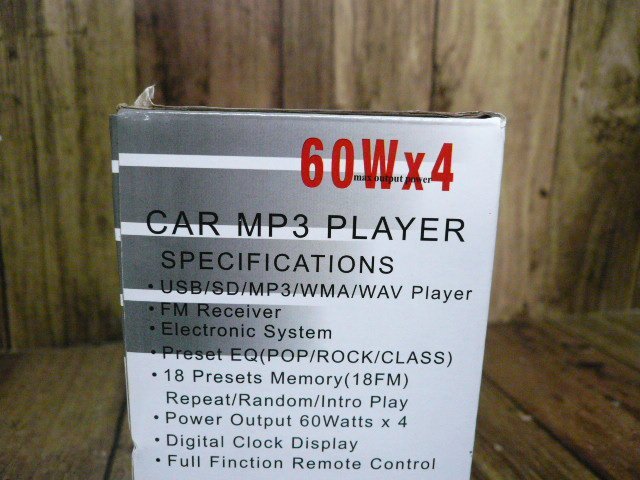 60Wx4
max output power
CAR MP3 PLAYER
SPECIFICATIONS
• USB/SD/MP3/WMA/WAV Player
• FM Receiver
• Electronic System
• Preset EQ(POP/ROCK/CLASS)
• 18 Presets Memory(18FM)
Repeat/Random/Intro Play
• Power Output 60Watts x 4
• Digital Clock Display
• Full Finction Remote Control